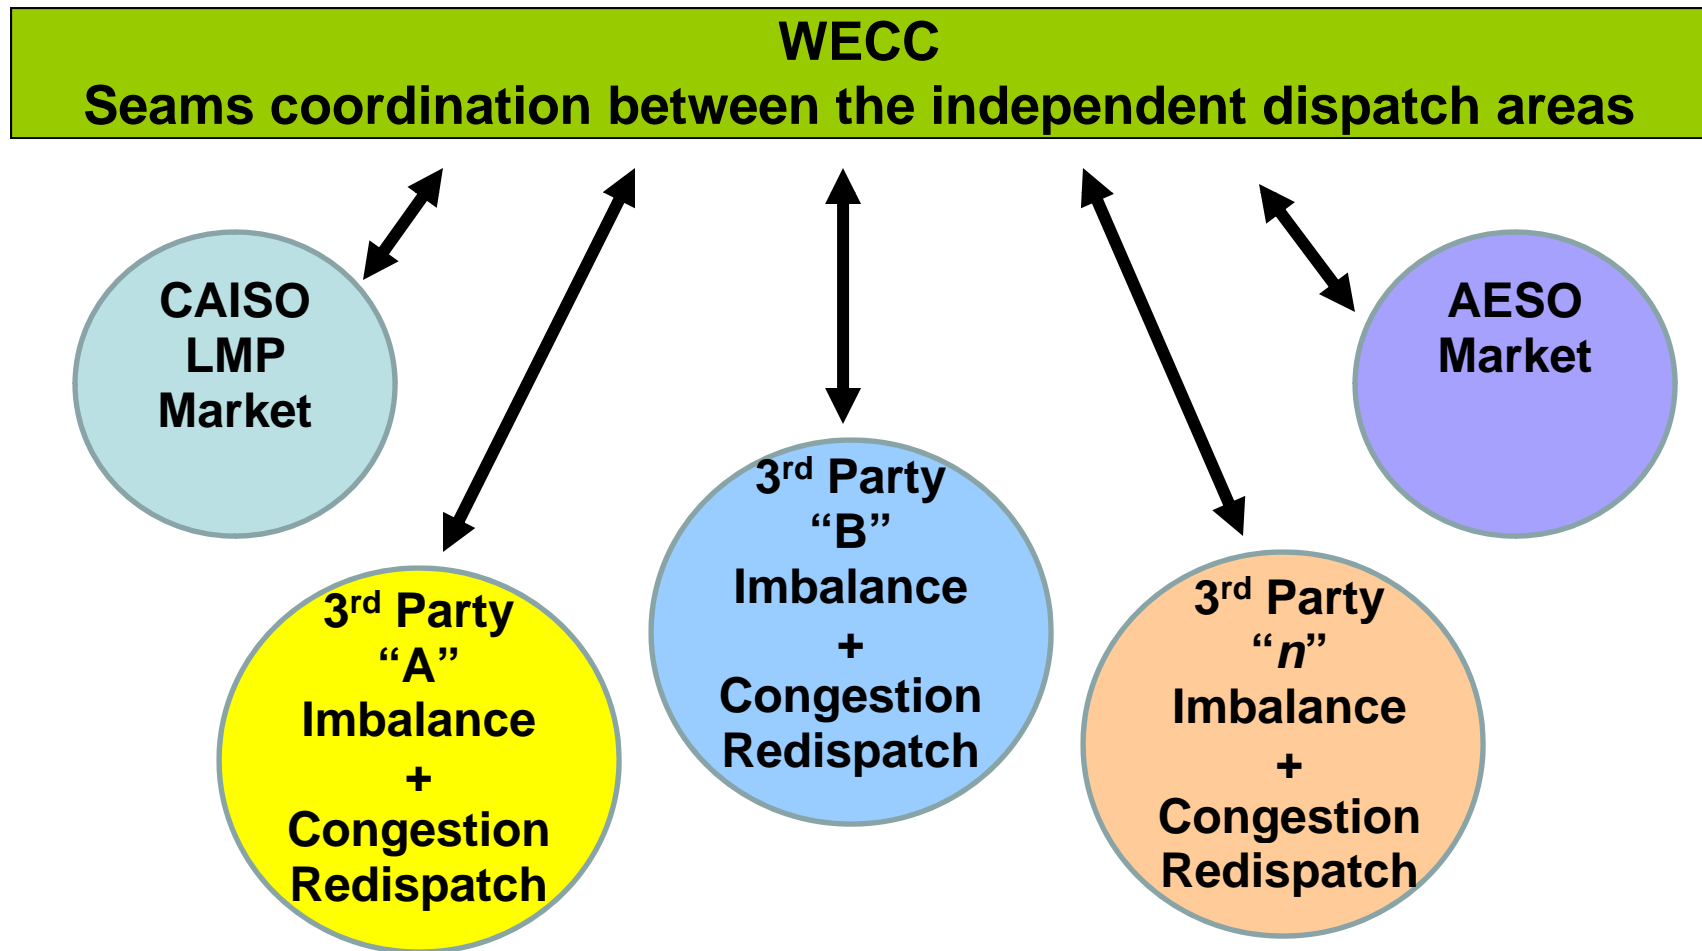 WECC
Seams coordination between the independent dispatch areas
CAISO
LMP
Market
AESO
Market
3rd Party
“A”
Imbalance
+
Congestion
Redispatch
3rd Party
“B”
Imbalance
+
Congestion
Redispatch
3rd Party
“n”
Imbalance
+
Congestion
Redispatch